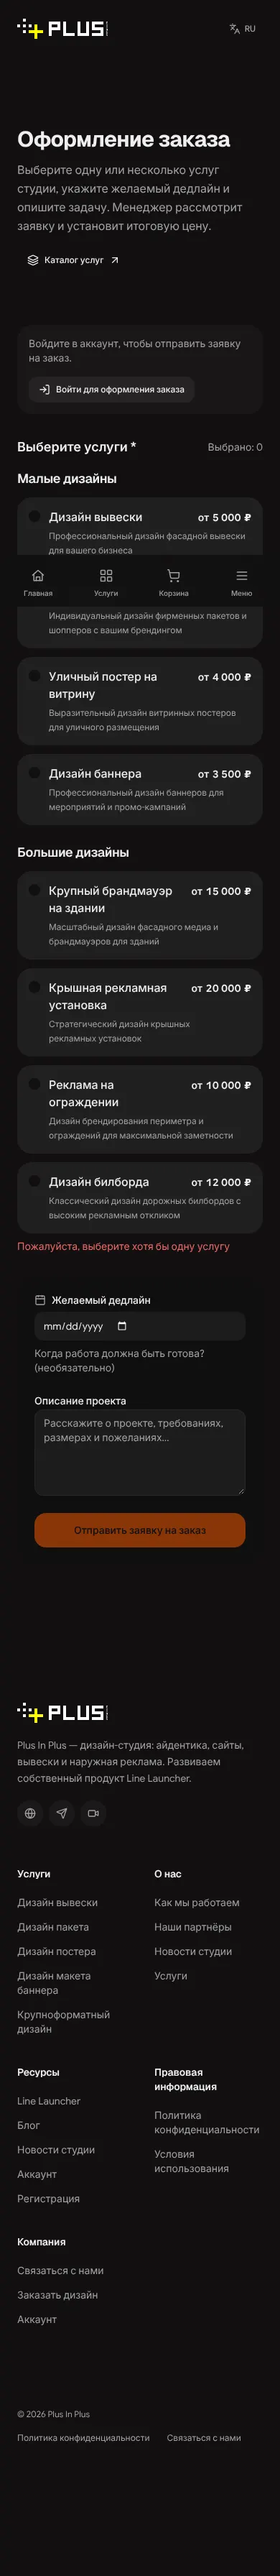 PLUS
RU
Оформление заказа
Выберите одну или несколько услуг
студии, укажите желаемый дедлайн и
опишите задачу. Менеджер рассмотрит
заявку и установит итоговую цену.
Каталог услуг
Войдите в аккаунт, чтобы отправить заявку
на заказ.
Войти для оформления заказа
Выберите услуги *
Выбрано: 0
Малые дизайны
Дизайн вывески
от 5 000 ₽
Профессиональный дизайн фасадной вывески
для вашего бизнеса
Главная
Услуги
Корзина
Меню
Индивидуальный дизайн фирменных пакетов и
шопперов с вашим брендингом
Уличный постер на
витрину
от 4 000 ₽
Выразительный дизайн витринных постеров
для уличного размещения
Дизайн баннера
от 3 500 ₽
Профессиональный дизайн баннеров для
мероприятий и промо-кампаний
Большие дизайны
Крупный брандмауэр
на здании
от 15 000 ₽
Масштабный дизайн фасадного медиа и
брандмауэров для зданий
Крышная рекламная
установка
от 20 000 ₽
Стратегический дизайн крышных
рекламных установок
Реклама на
ограждении
от 10 000 ₽
Дизайн брендирования периметра и
ограждений для максимальной заметности
Дизайн билборда
от 12 000 ₽
Классический дизайн дорожных билбордов с
высоким рекламным откликом
Пожалуйста, выберите хотя бы одну услугу
Желаемый дедлайн
mm/dd/yyyy
Когда работа должна быть готова?
(необязательно)
Описание проекта
Расскажите о проекте, требованиях,
размерах и пожеланиях...
Отправить заявку на заказ
PLUS
Plus In Plus — дизайн-студия: айдентика, сайты,
вывески и наружная реклама. Развиваем
собственный продукт Line Launcher.
Услуги
Дизайн вывески
Дизайн пакета
Дизайн постера
Дизайн макета
баннера
Крупноформатный
дизайн
О нас
Как мы работаем
Наши партнёры
Новости студии
Услуги
Ресурсы
Line Launcher
Блог
Новости студии
Аккаунт
Регистрация
Правовая
информация
Политика
конфиденциальности
Условия
использования
Компания
Связаться с нами
Заказать дизайн
Аккаунт
© 2026 Plus In Plus
Политика конфиденциальности
Связаться с нами